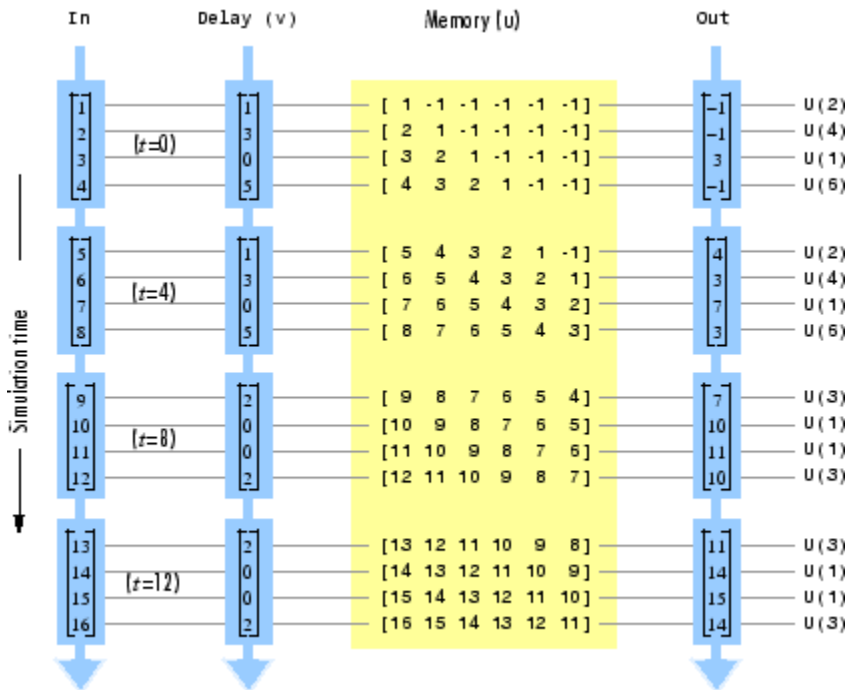 In Delay (v) Memory (u) Out
1 1 [ 1 -1 -1 -1 -1 -1] -1 U(2)
2 3 [ 2 1 -1 -1 -1 -1] -1 U(4)
(t=0)
3 0 [ 3 2 1 -1 -1 -1] 3 U(1)
4 5 [ 4 3 2 1 -1 -1] -1 U(6)
5 1 [ 5 4 3 2 1 -1] 4 U(2)
6 3 [ 6 5 4 3 2 1] 3 U(4)
(t=4)
7 0 [ 7 6 5 4 3 2] 7 U(1)
8 5 [ 8 7 6 5 4 3] 3 U(6)
Simulation time
9 2 [ 9 8 7 6 5 4] 7 U(3)
10 0 [10 9 8 7 6 5] 10 U(1)
(t=8)
11 0 [11 10 9 8 7 6] 11 U(1)
12 2 [12 11 10 9 8 7] 10 U(3)
13 2 [13 12 11 10 9 8] 11 U(3)
14 0 [14 13 12 11 10 9] 14 U(1)
(t=12)
15 0 [15 14 13 12 11 10] 15 U(1)
16 2 [16 15 14 13 12 11] 14 U(3)